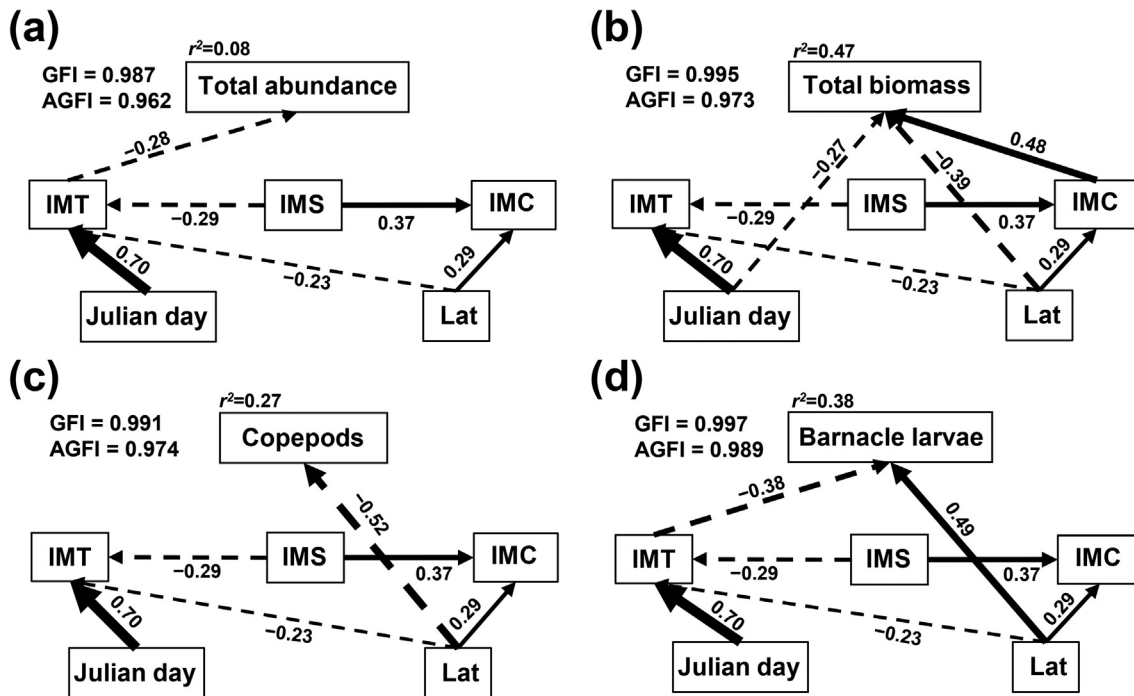 (a)
r²=0.08
GFI = 0.987
AGFI = 0.962
Total abundance
−0.28
IMT
IMS
IMC
−0.29
0.37
0.70
−0.23
0.29
Julian day
Lat
(b)
r²=0.47
GFI = 0.995
AGFI = 0.973
Total biomass
−0.27
−0.39
0.48
IMT
IMS
IMC
−0.29
0.37
0.70
−0.23
0.29
Julian day
Lat
(c)
r²=0.27
GFI = 0.991
AGFI = 0.974
Copepods
−0.52
IMT
IMS
IMC
−0.29
0.37
0.70
−0.23
0.29
Julian day
Lat
(d)
r²=0.38
GFI = 0.997
AGFI = 0.989
Barnacle larvae
−0.38
0.49
IMT
IMS
IMC
−0.29
0.37
0.70
−0.23
0.29
Julian day
Lat